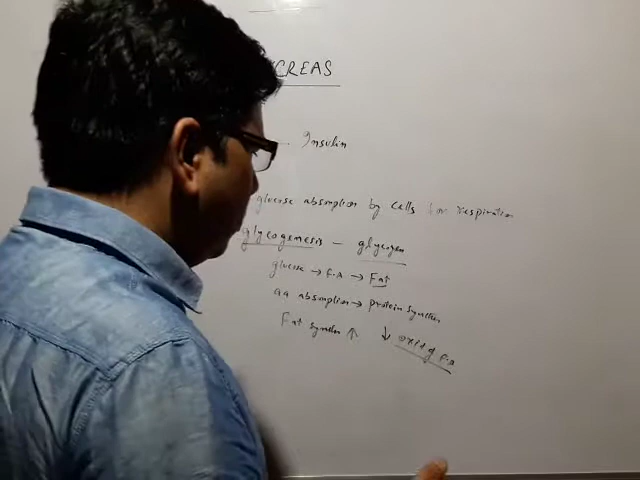 CREAS
Insulin
glucose absorption by cells for respiration
glycogenesis — glycogen
glucose → F.A → Fat
aa absorption → protein synthesis
Fat synthes ↑ ↓ oxid of F.A